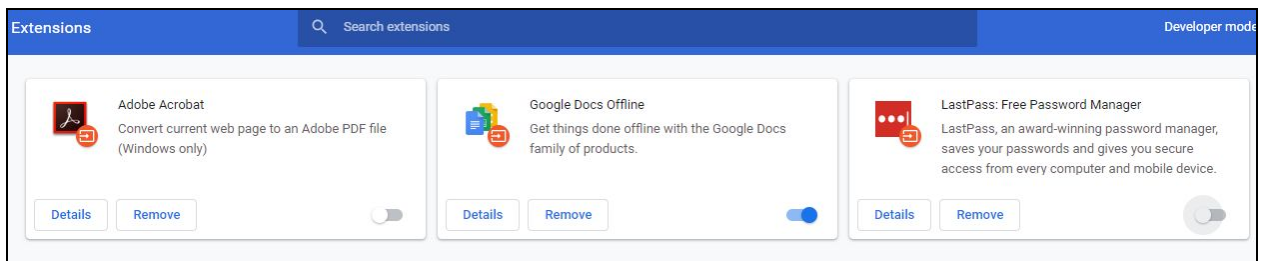 Extensions
Search extensions
Developer mode
Adobe Acrobat
Convert current web page to an Adobe PDF file
(Windows only)
Details
Remove
Google Docs Offline
Get things done offline with the Google Docs
family of products.
Details
Remove
LastPass: Free Password Manager
LastPass, an award-winning password manager,
saves your passwords and gives you secure
access from every computer and mobile device.
Details
Remove